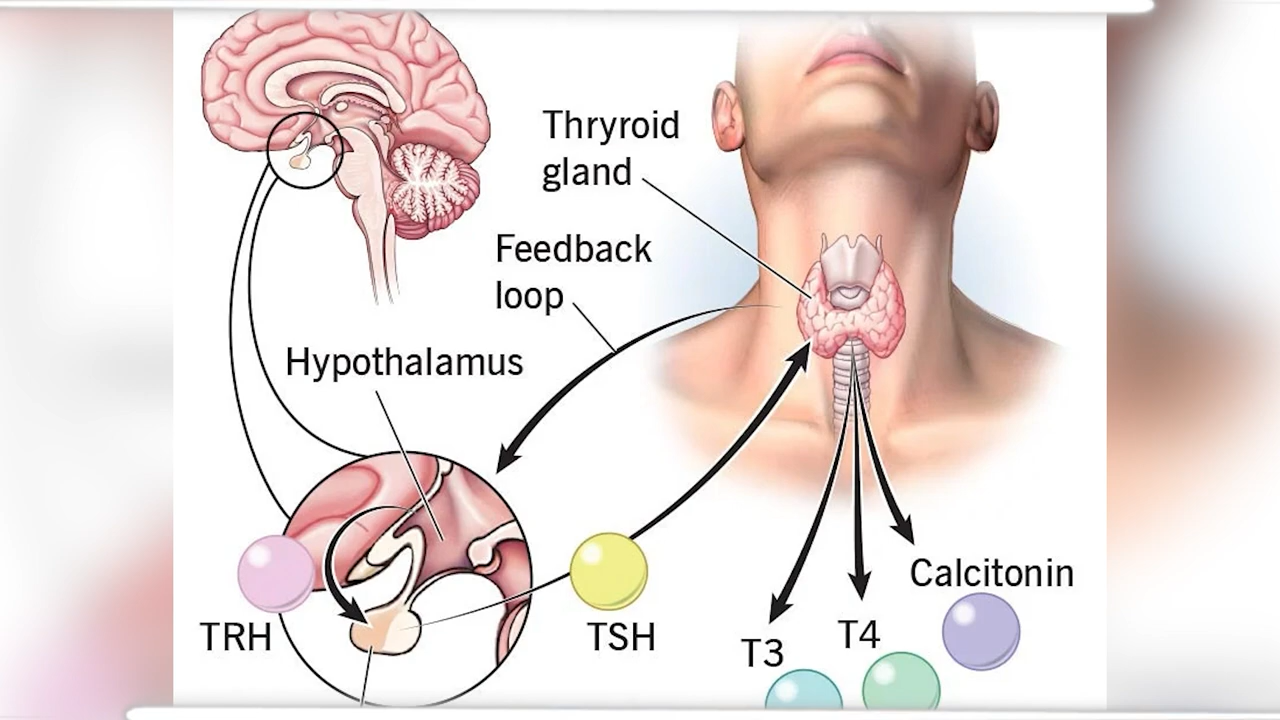 Thryroid
gland
Feedback
loop
Hypothalamus
TRH
TSH
T3
T4
Calcitonin